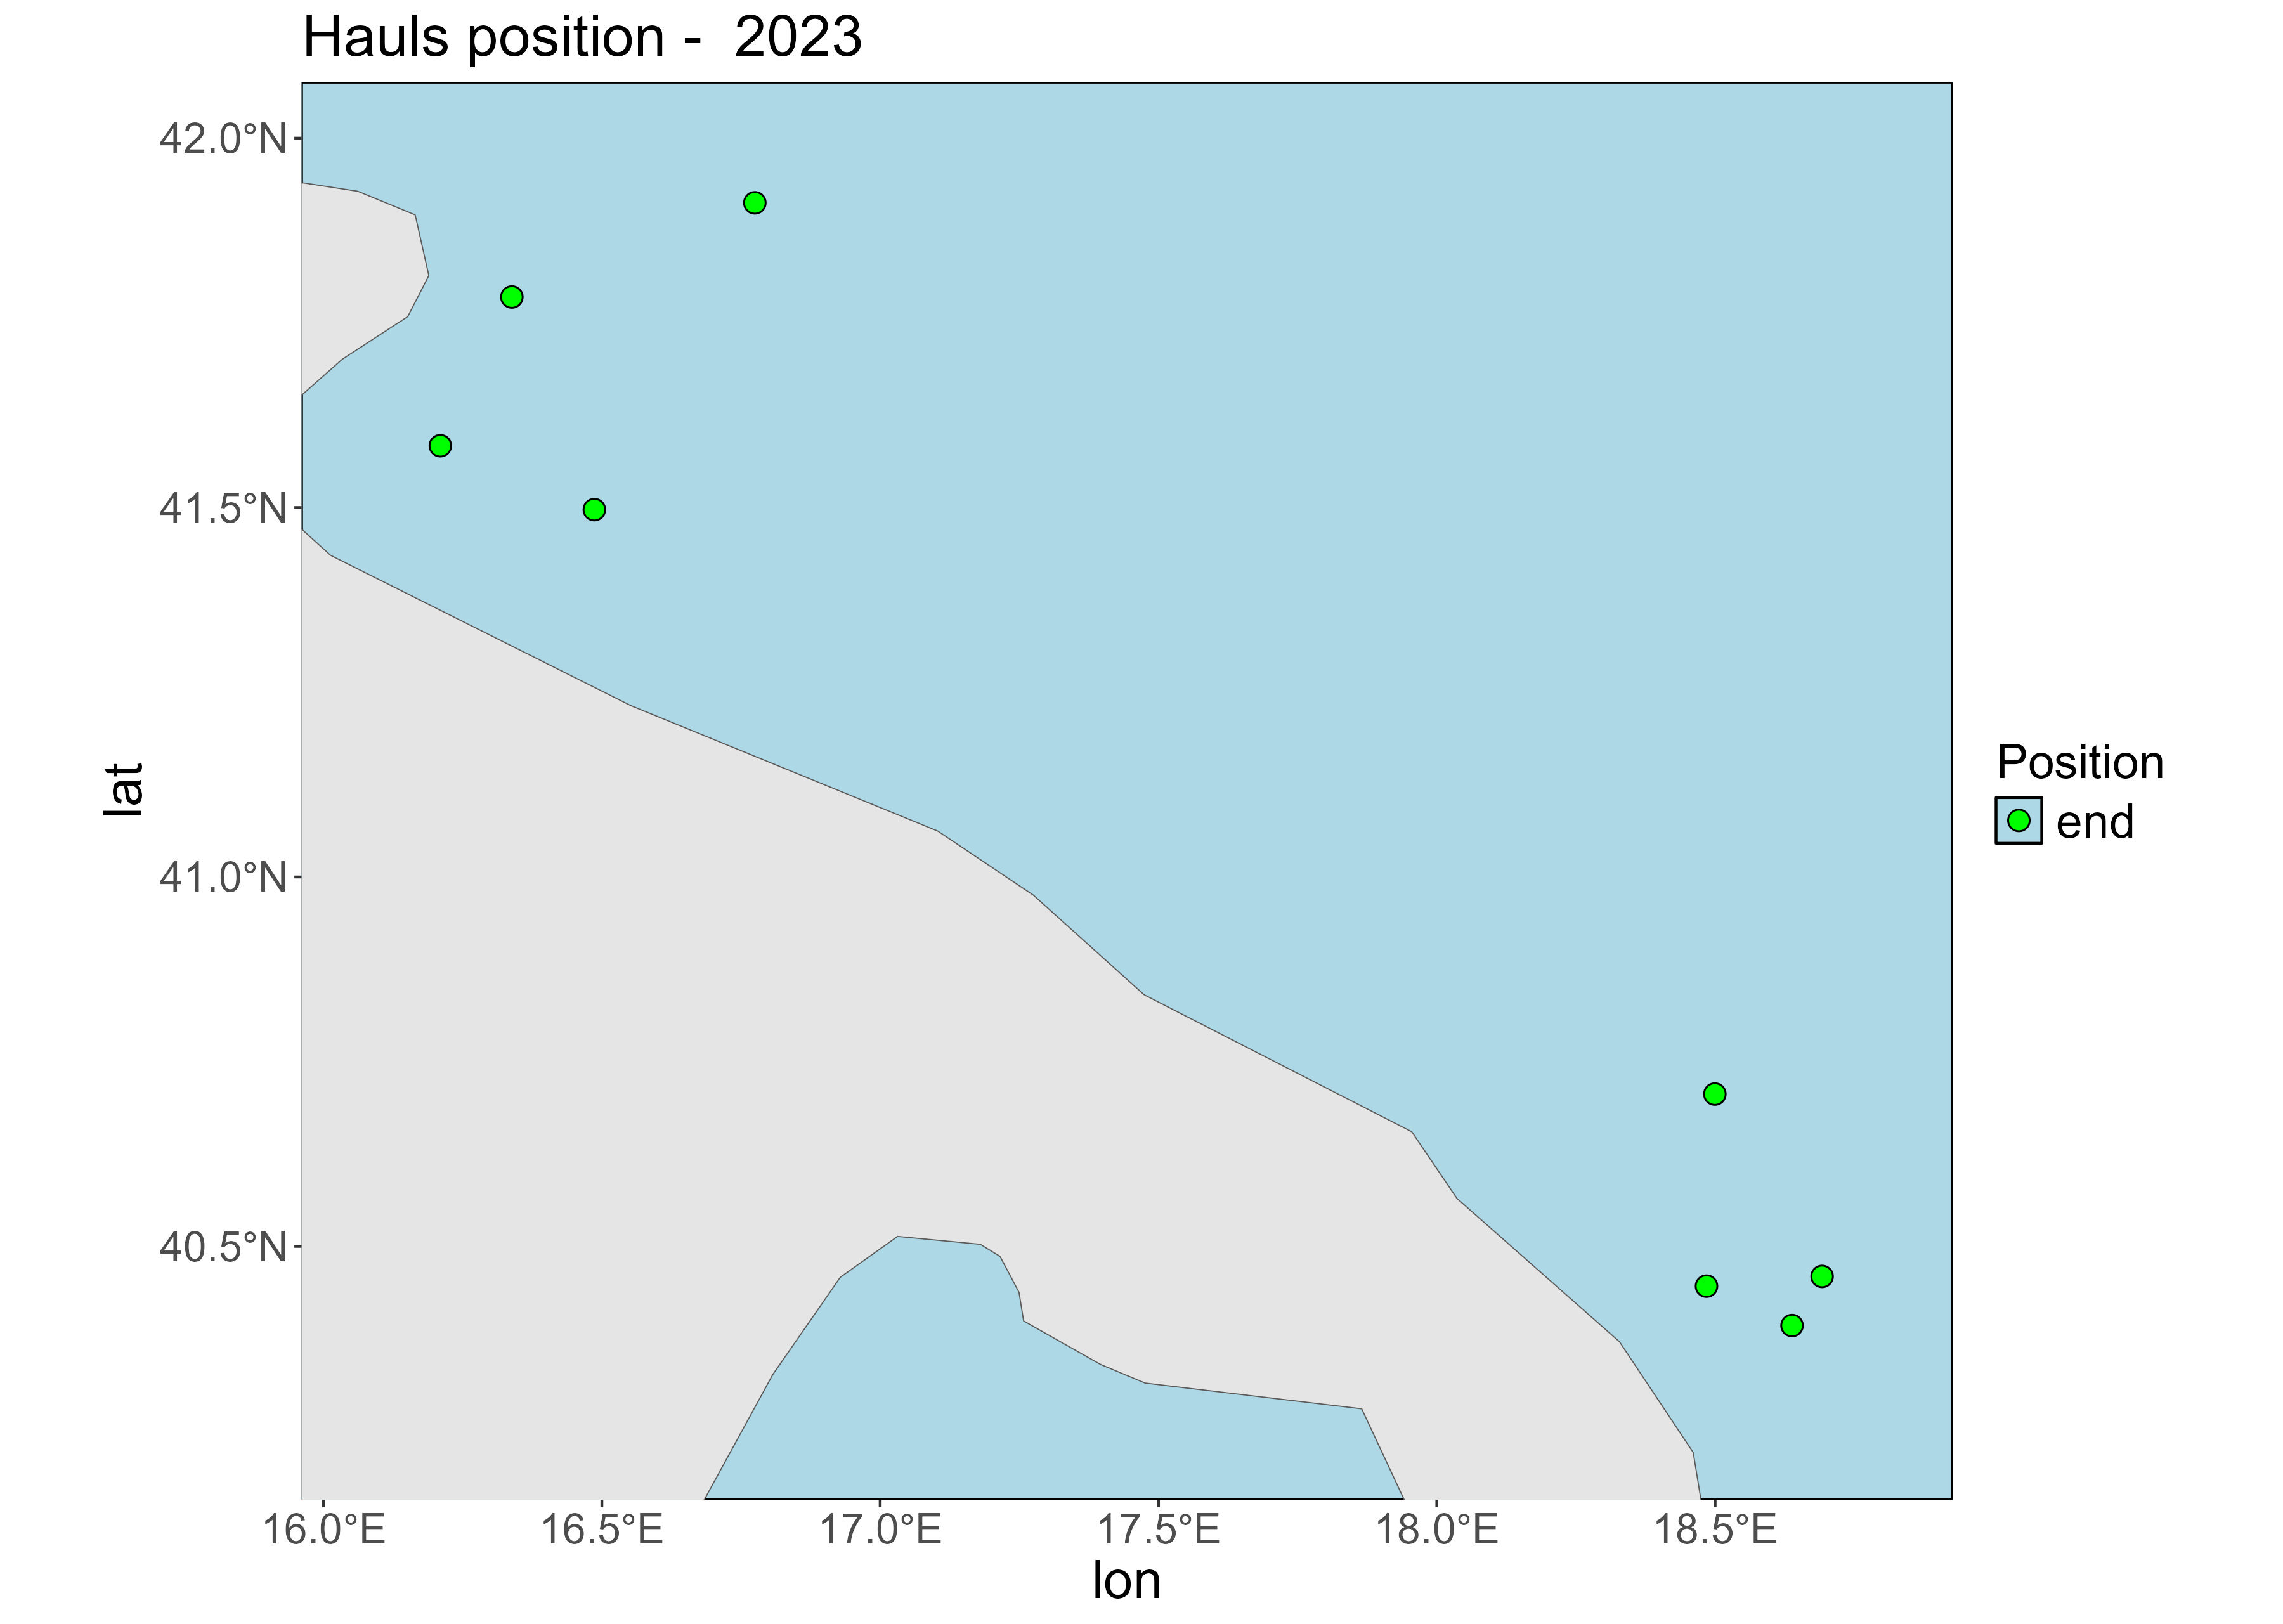 Hauls position -  2023
42.0°N
41.5°N
41.0°N
40.5°N
lat
16.0°E 16.5°E 17.0°E 17.5°E 18.0°E 18.5°E
lon
Position
end